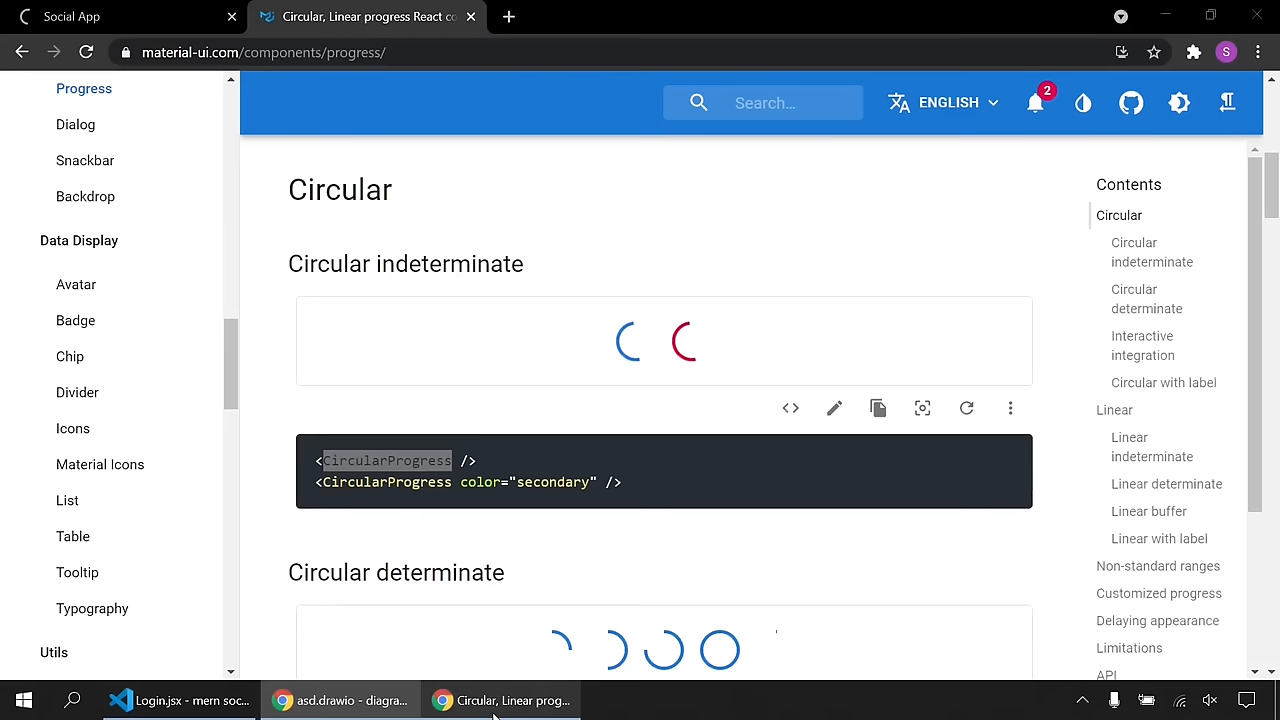 Social App
Circular, Linear progress React co
material-ui.com/components/progress/
S
Progress
Dialog
Snackbar
Backdrop
Data Display
Avatar
Badge
Chip
Divider
Icons
Material Icons
List
Table
Tooltip
Typography
Utils
Search…
ENGLISH
2
Circular
Circular indeterminate
<CircularProgress />
<CircularProgress color="secondary" />
Circular determinate
Contents
Circular
Circular
indeterminate
Circular
determinate
Interactive
integration
Circular with label
Linear
Linear
indeterminate
Linear determinate
Linear buffer
Linear with label
Non-standard ranges
Customized progress
Delaying appearance
Limitations
API
Login.jsx - mern soc...
asd.drawio - diagra...
Circular, Linear prog...